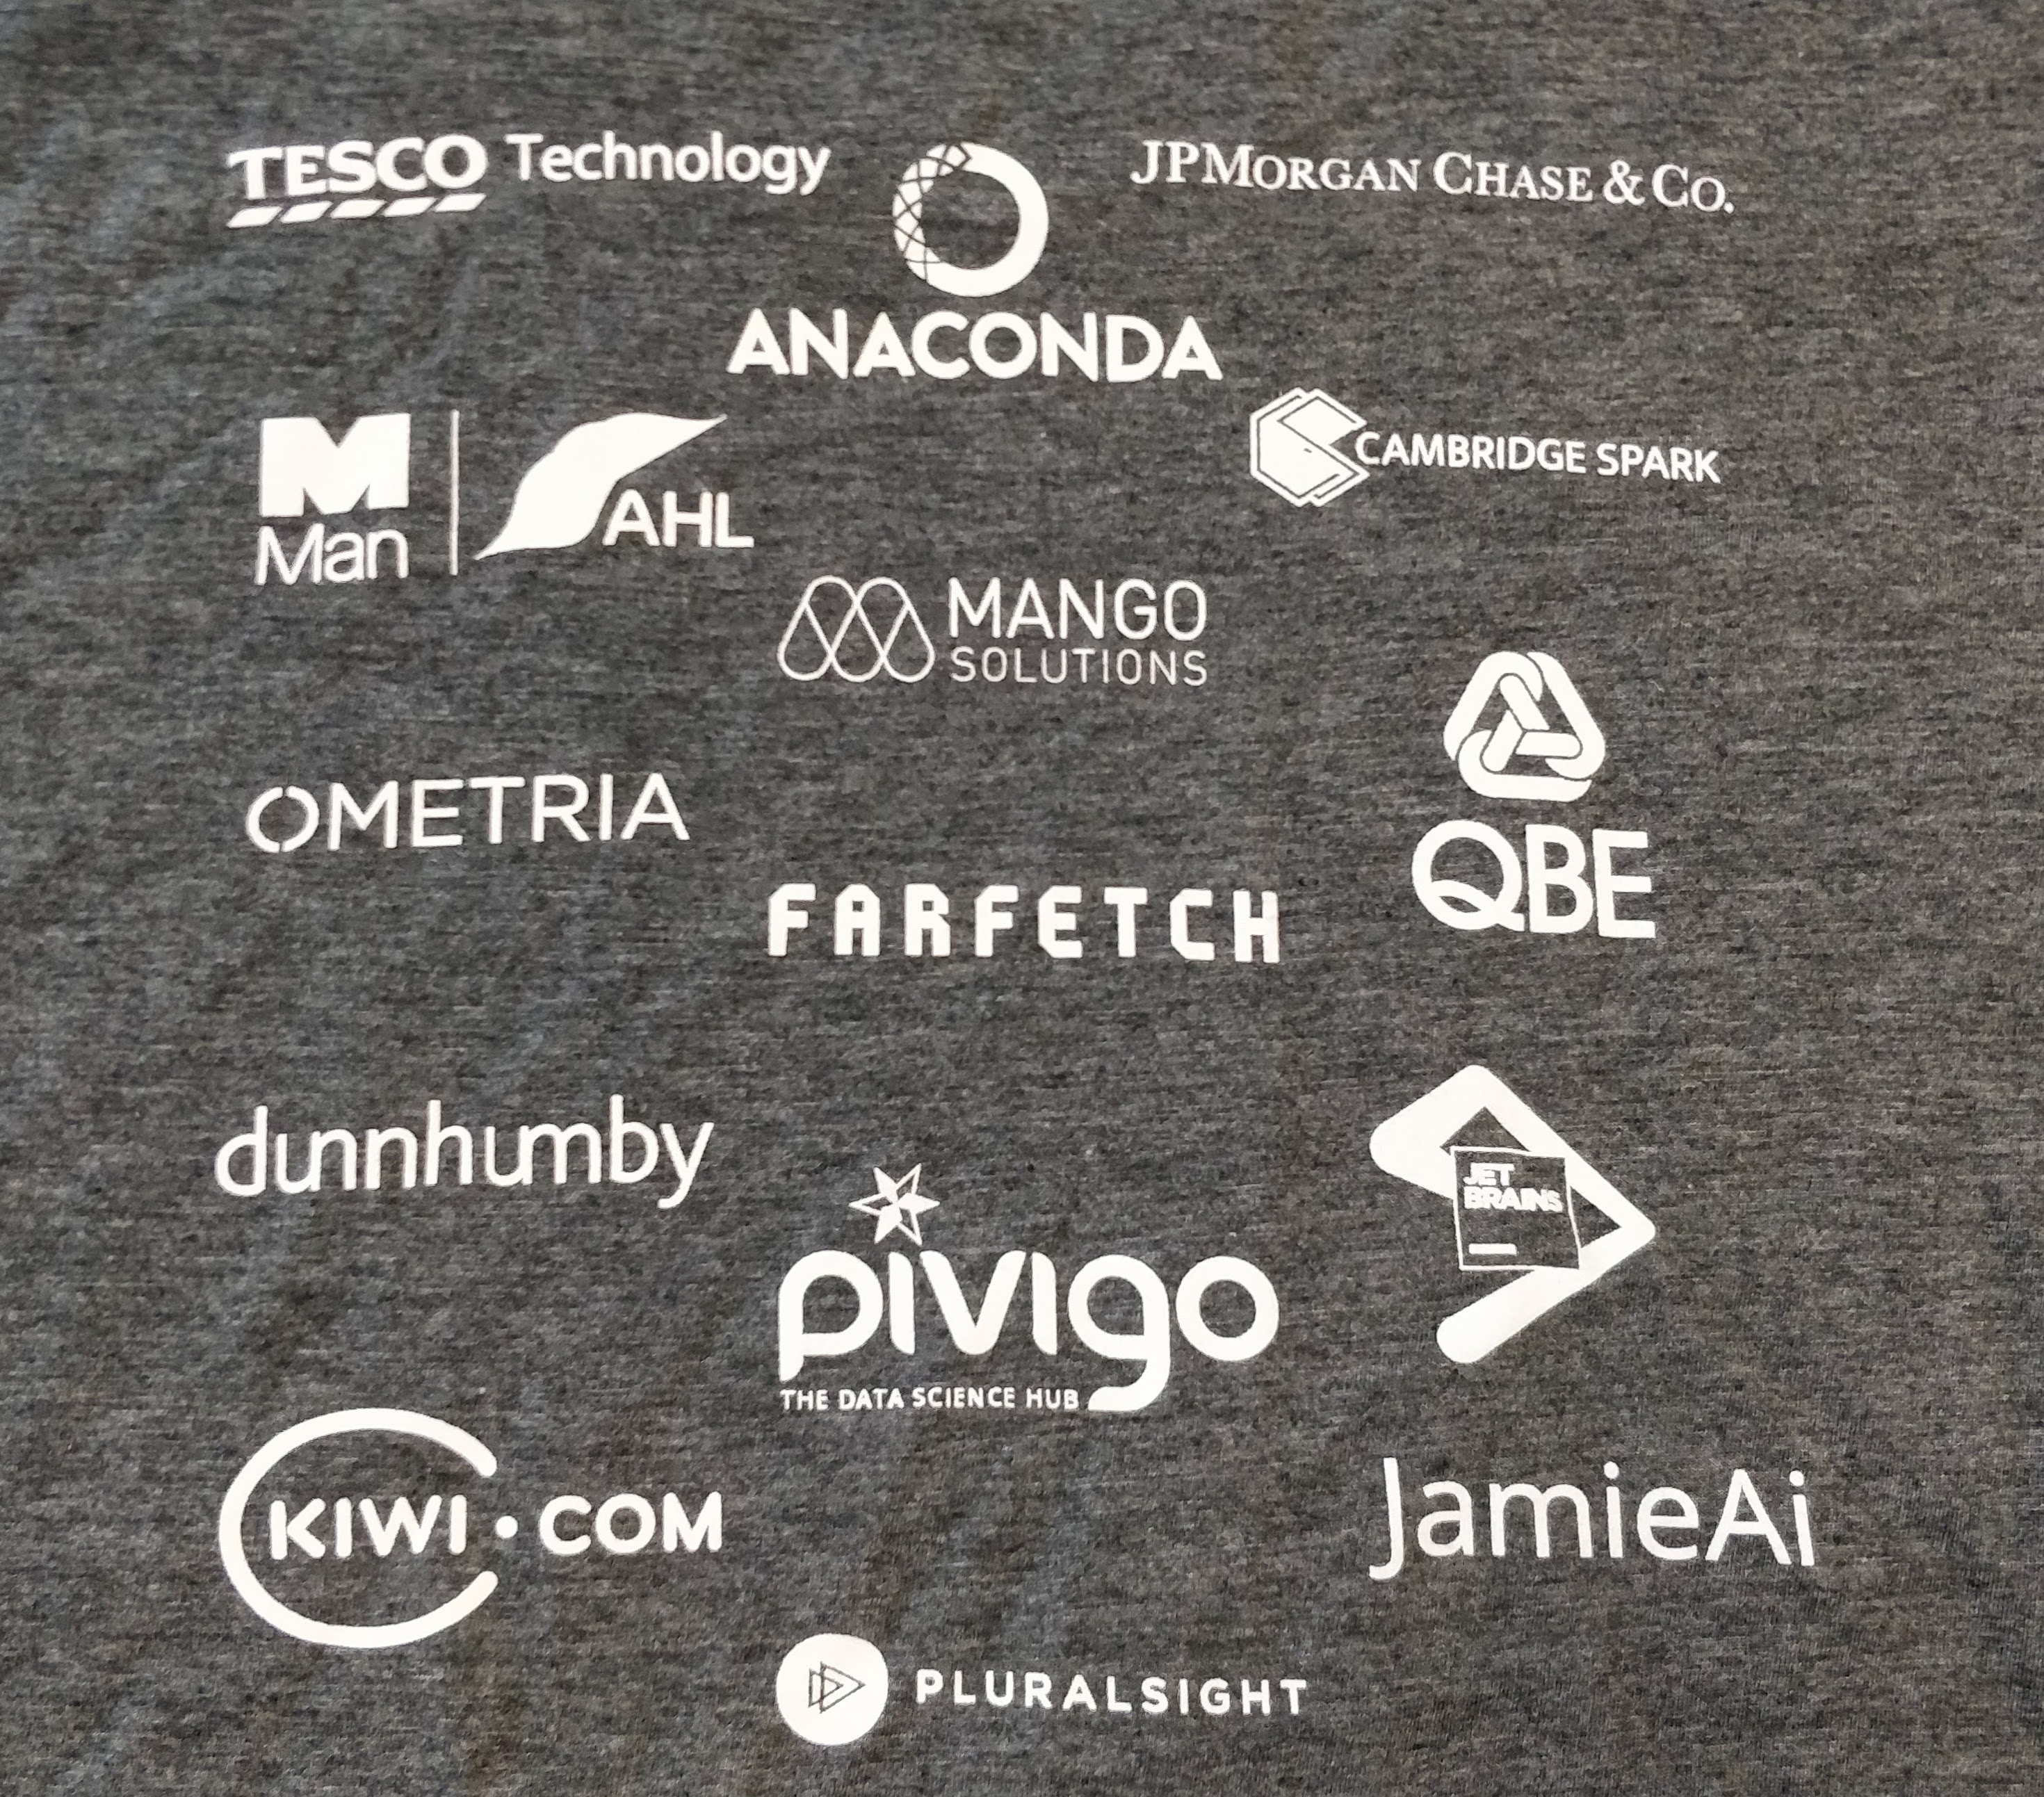 TESCO Technology
ANACONDA
JPMORGAN CHASE & CO.
M
Man
AHL
CAMBRIDGE SPARK
MANGO
SOLUTIONS
QBE
OMETRIA
FARFETCH
dunnhumby
pivigo
THE DATA SCIENCE HUB
JET
BRAINS
KIWI.COM
JamieAi
PLURALSIGHT